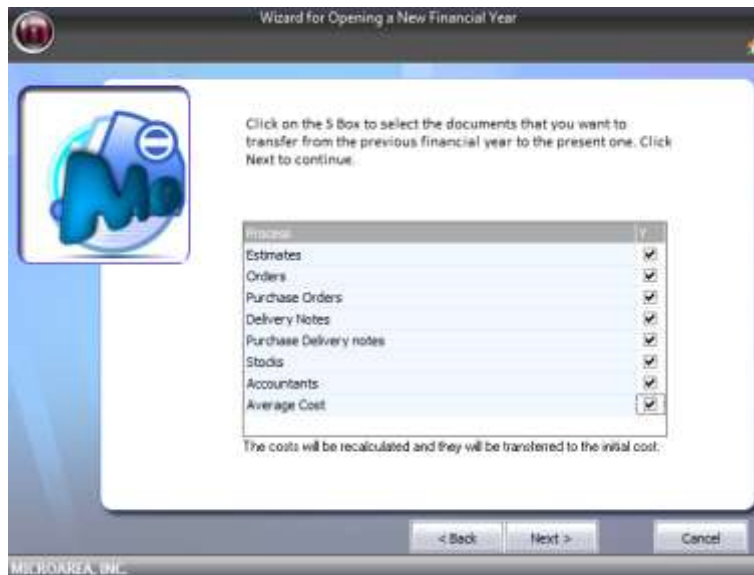 Wizard for Opening a New Financial Year
Click on the S Box to select the documents that you want to
transfer from the previous financial year to the present one. Click
Next to continue.
Process Y
Estimates
Orders
Purchase Orders
Delivery Notes
Purchase Delivery notes
Stocks
Accountants
Average Cost
The costs will be recalculated and they will be transferred to the initial cost.
< Back Next > Cancel
MICROAREA, INC.